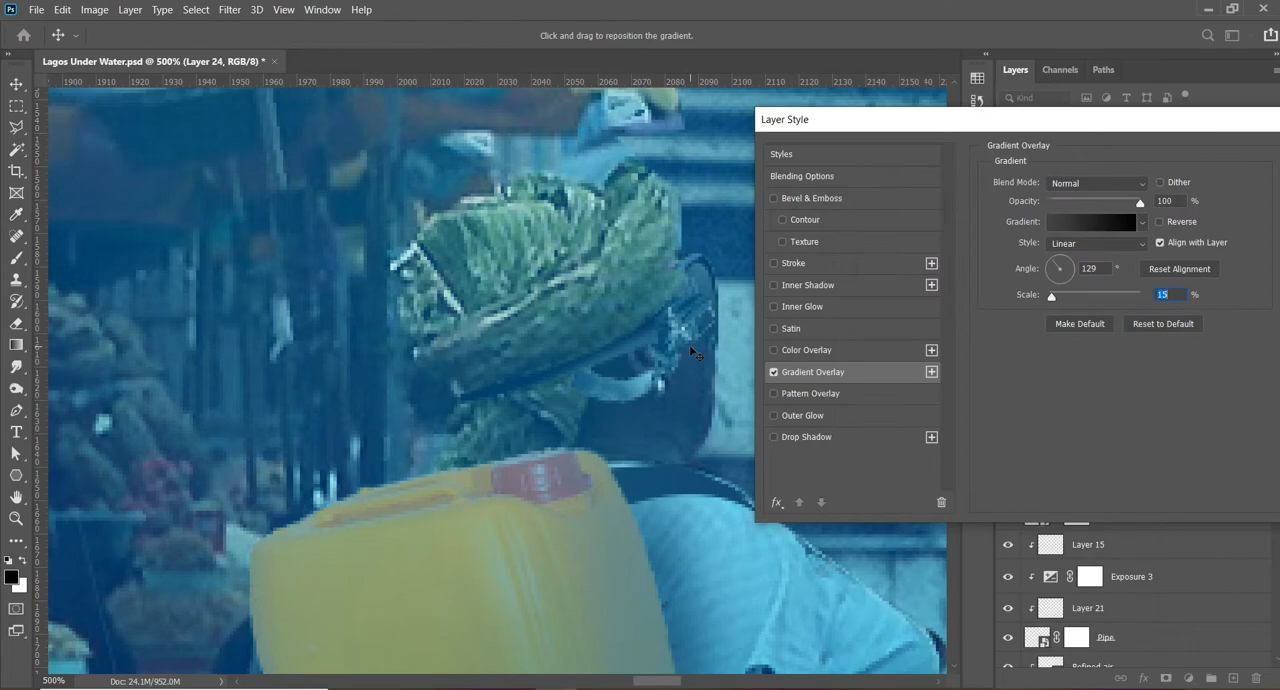 Ps File Edit Image Layer Type Select Filter 3D View Window Help
Click and drag to reposition the gradient.
Lagos Under Water.psd @ 500% (Layer 24, RGB/8) *
1900 1910 1920 1930 1940 1950 1960 1970 1980 1990 2000 2010 2020 2030 2040 2050 2060 2070 2080 2090 2100 2110 2120 2130 2140 2150
Layers Channels Paths
Kind
Layer Style
Styles
Blending Options
Bevel & Emboss
Contour
Texture
Stroke
Inner Shadow
Inner Glow
Satin
Color Overlay
Gradient Overlay
Pattern Overlay
Outer Glow
Drop Shadow
fx
Gradient Overlay
Gradient
Blend Mode: Normal Dither
Opacity: 100 %
Gradient: Reverse
Style: Linear Align with Layer
Angle: 129 °
Reset Alignment
Scale: 15 %
Make Default Reset to Default
Layer 15
Exposure 3
Layer 21
Pipe
Refined air
fx
500% Doc: 24.1M/952.0M